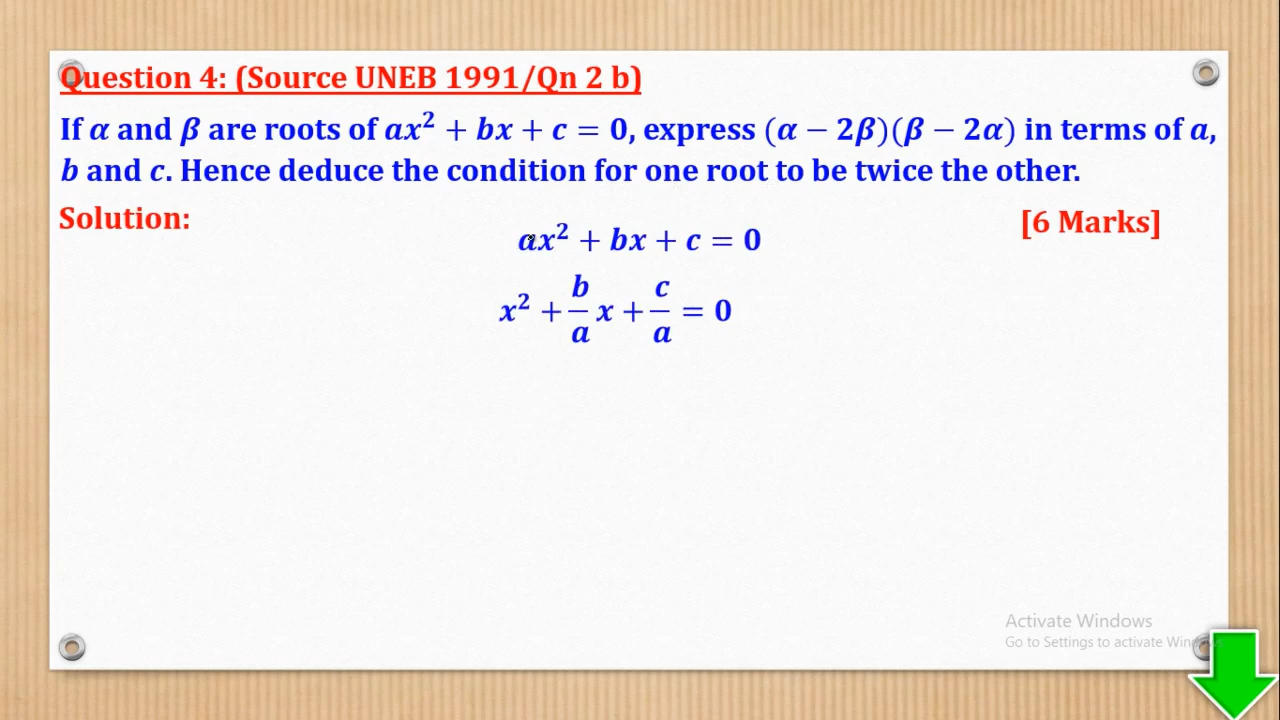 Question 4: (Source UNEB 1991/Qn 2 b)
If α and β are roots of ax² + bx + c = 0, express (α − 2β)(β − 2α) in terms of a,
b and c. Hence deduce the condition for one root to be twice the other.
Solution:
[6 Marks]
ax² + bx + c = 0
x² + b/a x + c/a = 0
Activate Windows
Go to Settings to activate Windows